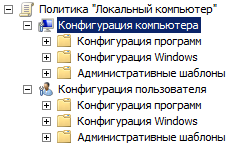 Политика "Локальный компьютер"
Конфигурация компьютера
Конфигурация программ
Конфигурация Windows
Административные шаблоны
Конфигурация пользователя
Конфигурация программ
Конфигурация Windows
Административные шаблоны